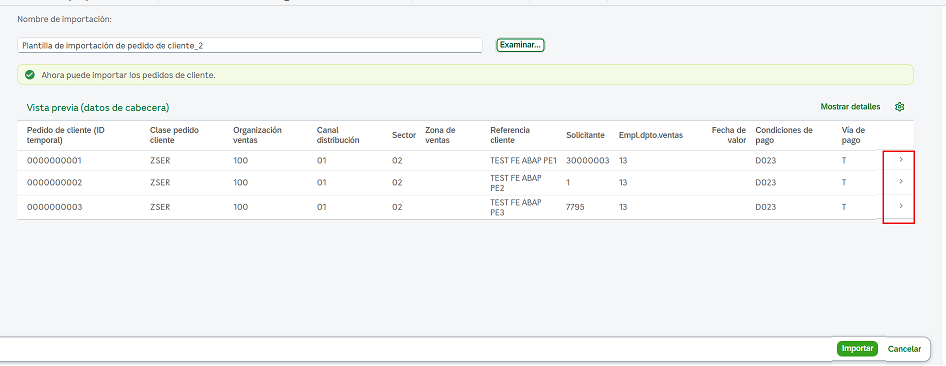 Nombre de importación:
Plantilla de importación de pedido de cliente_2 Examinar...
Ahora puede importar los pedidos de cliente.
Vista previa (datos de cabecera) Mostrar detalles
Pedido de cliente (ID temporal) Clase pedido cliente Organización ventas Canal distribución Sector Zona de ventas Referencia cliente Solicitante Empl.dpto.ventas Fecha de valor Condiciones de pago Vía de pago
0000000001 ZSER 100 01 02 TEST FE ABAP PE1 30000003 13 D023 T
0000000002 ZSER 100 01 02 TEST FE ABAP PE2 1 13 D023 T
0000000003 ZSER 100 01 02 TEST FE ABAP PE3 7795 13 D023 T
Importar Cancelar